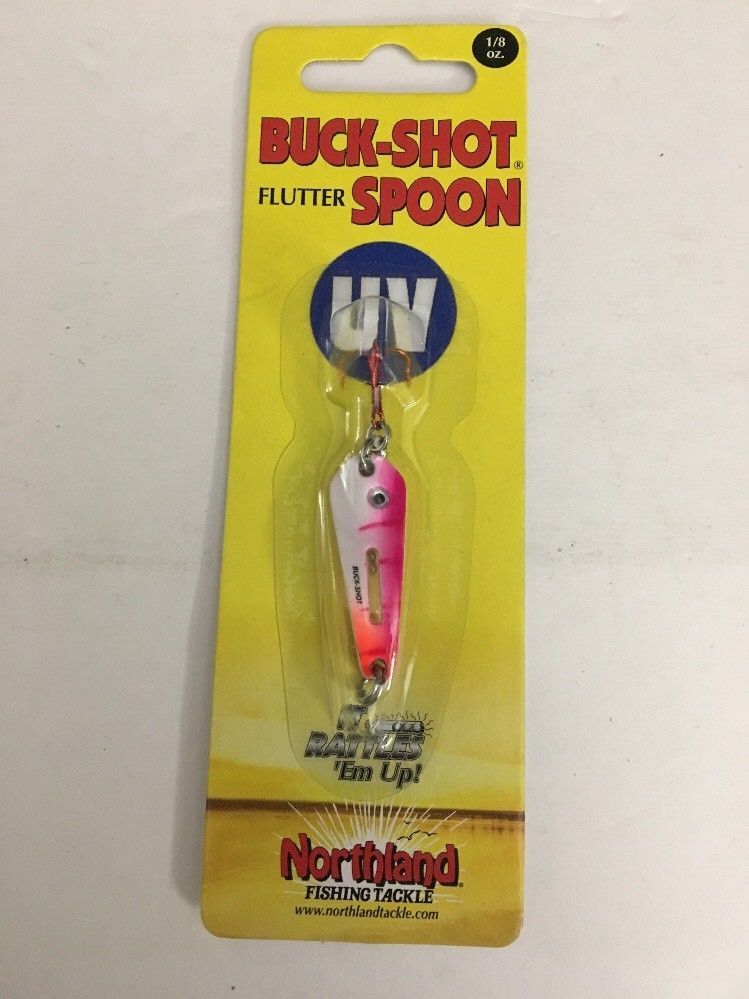 1/8
oz.
BUCK-SHOT®
FLUTTER SPOON
UV
BUCK-SHOT
IT
RATTLES
'Em Up!
Northland®
FISHING TACKLE
www.northlandtackle.com